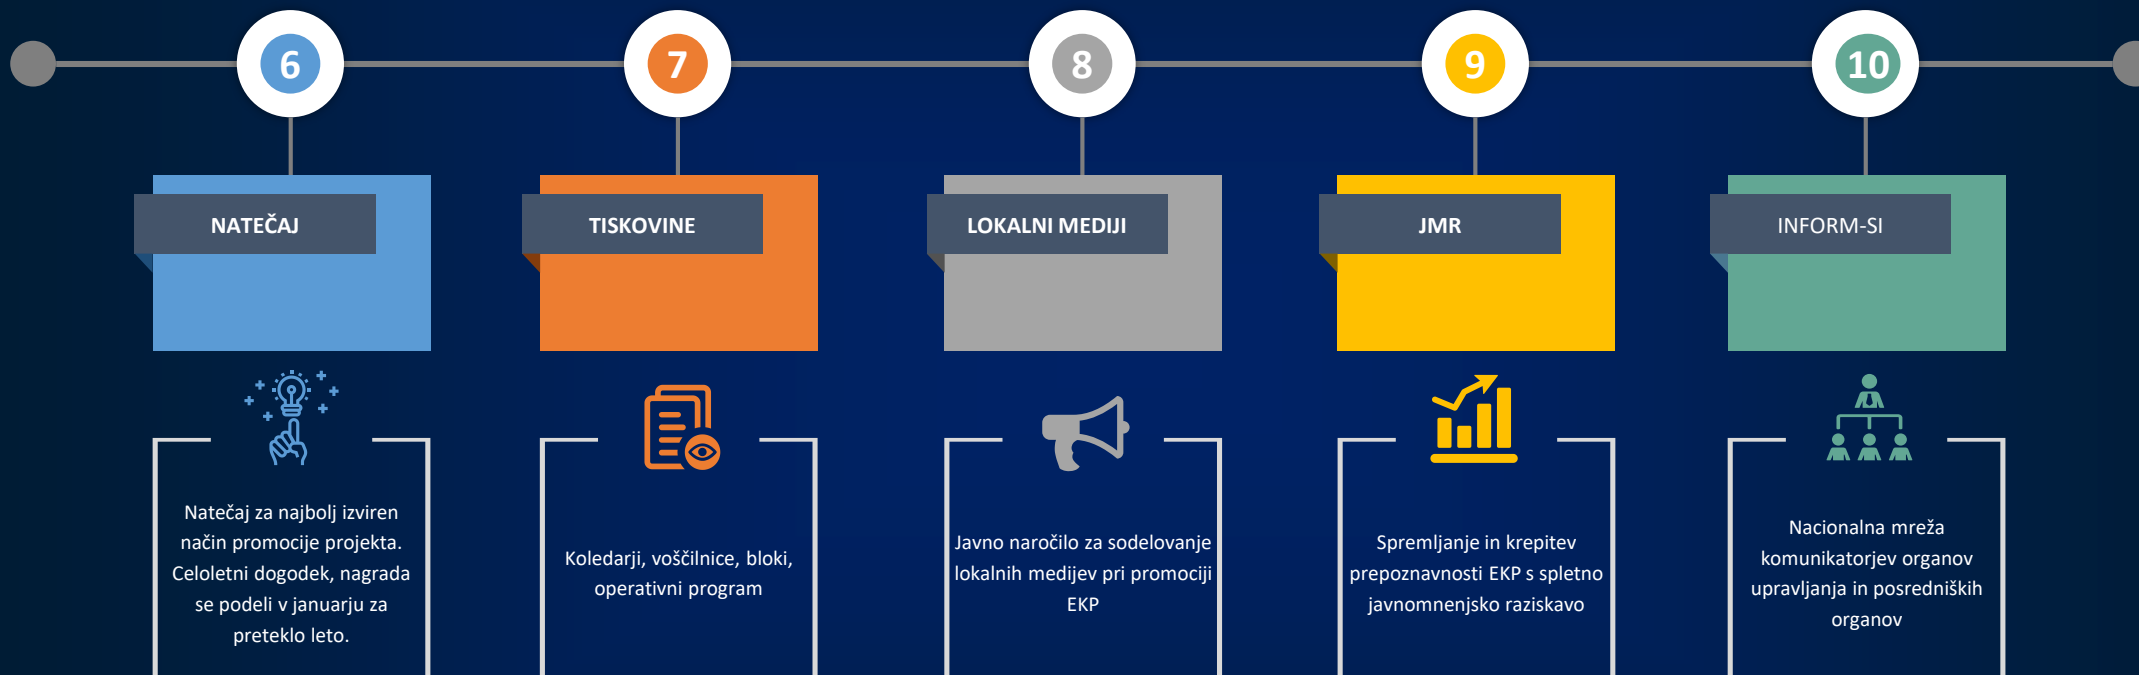 6
7
8
9
10
NATEČAJ
TISKOVINE
LOKALNI MEDIJI
JMR
INFORM-SI
Natečaj za najbolj izviren
način promocije projekta.
Celoletni dogodek, nagrada
se podeli v januarju za
preteklo leto.
Koledarji, voščilnice, bloki,
operativni program
Javno naročilo za sodelovanje
lokalnih medijev pri promociji
EKP
Spremljanje in krepitev
prepoznavnosti EKP s spletno
javnomnenjsko raziskavo
Nacionalna mreža
komunikatorjev organov
upravljanja in posredniških
organov